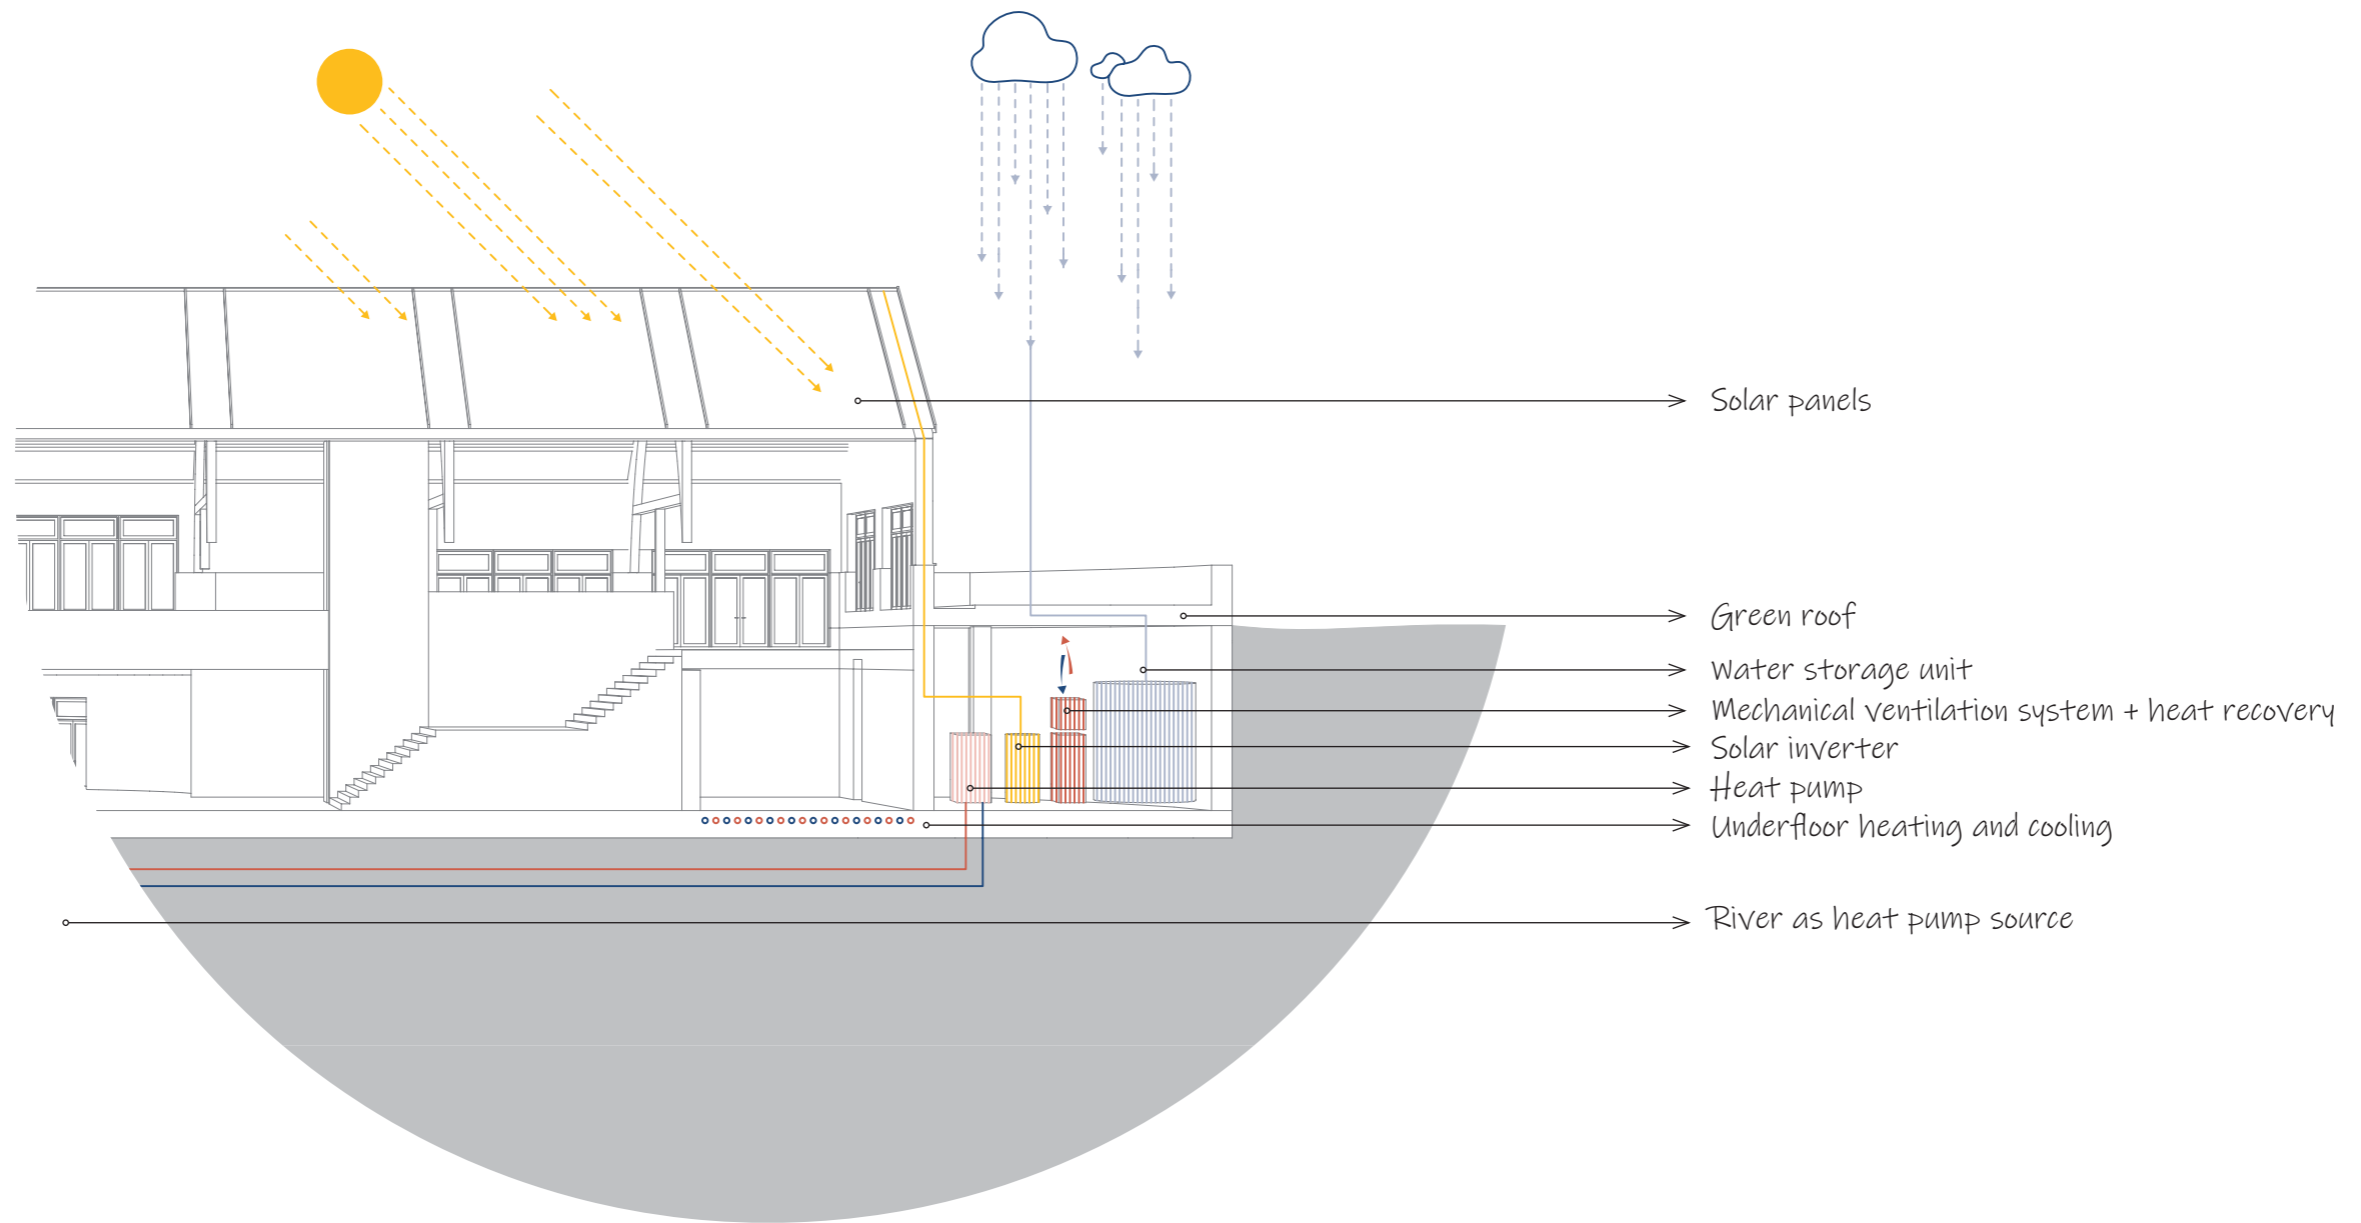 Solar panels
Green roof
Water storage unit
Mechanical ventilation system + heat recovery
Solar inverter
Heat pump
Underfloor heating and cooling
River as heat pump source